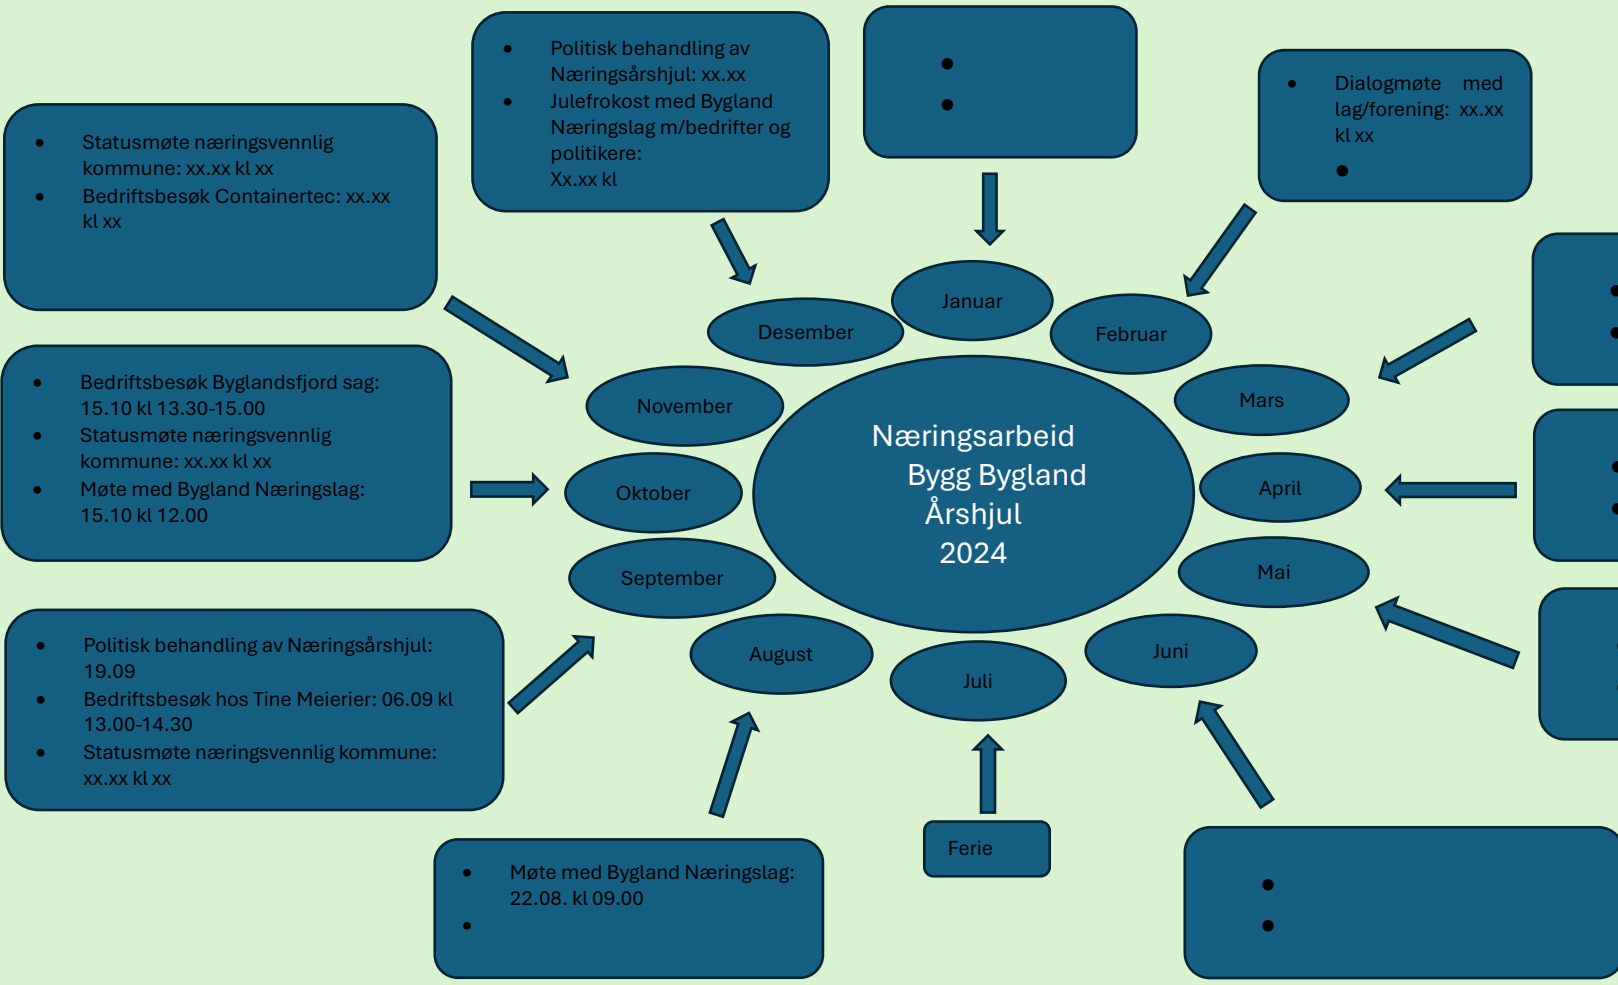 • Politisk behandling av
Næringsårshjul: xx.xx
• Julefrokost med Bygland
Næringslag m/bedrifter og
politikere:
Xx.xx kl
•
•
• Dialogmøte med
lag/forening: xx.xx
kl xx
•
• Statusmøte næringsvennlig
kommune: xx.xx kl xx
• Bedriftsbesøk Containertec: xx.xx
kl xx
Januar
Desember
Februar
November
Mars
• Bedriftsbesøk Byglandsfjord sag:
15.10 kl 13.30-15.00
• Statusmøte næringsvennlig
kommune: xx.xx kl xx
• Møte med Bygland Næringslag:
15.10 kl 12.00
Næringsarbeid
Bygg Bygland
Årshjul
2024
Oktober
April
September
Mai
August
Juli
Juni
• Politisk behandling av Næringsårshjul:
19.09
• Bedriftsbesøk hos Tine Meierier: 06.09 kl
13.00-14.30
• Statusmøte næringsvennlig kommune:
xx.xx kl xx
Ferie
• Møte med Bygland Næringslag:
22.08. kl 09.00
•
•
•